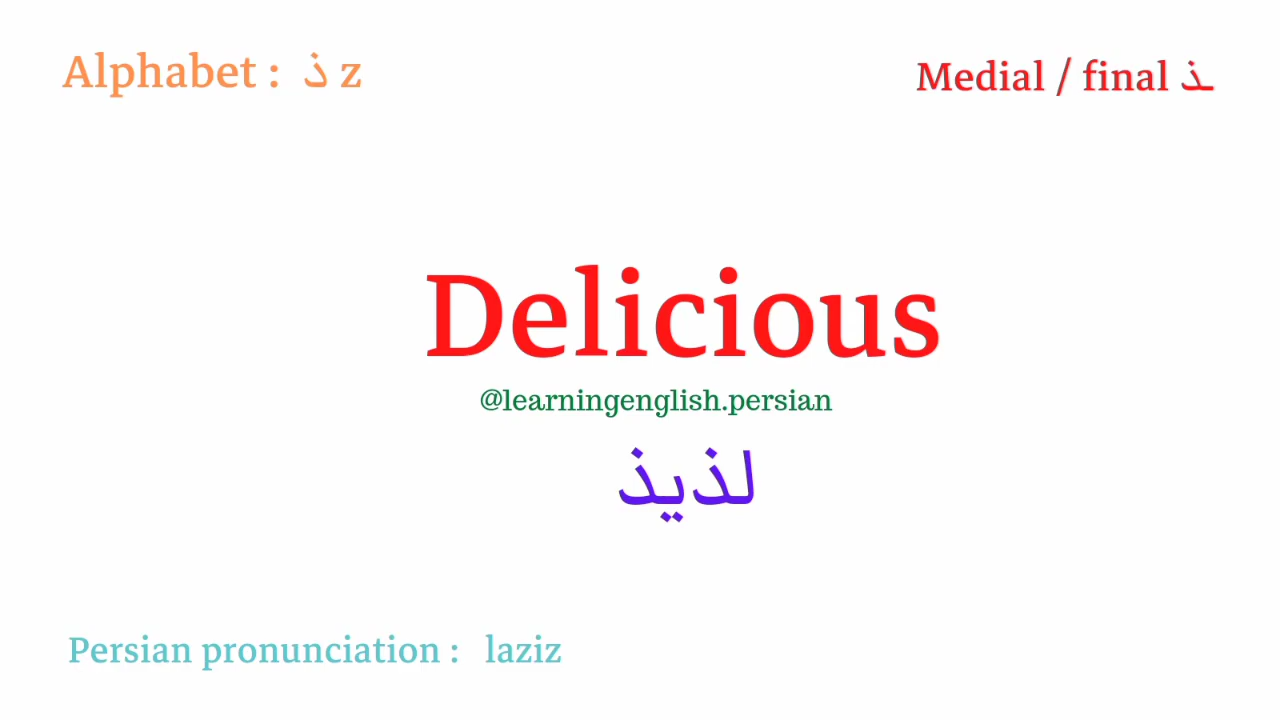 Alphabet : ذ z
Medial / final ـذ
Delicious
@learningenglish.persian
لذیذ
Persian pronunciation : laziz